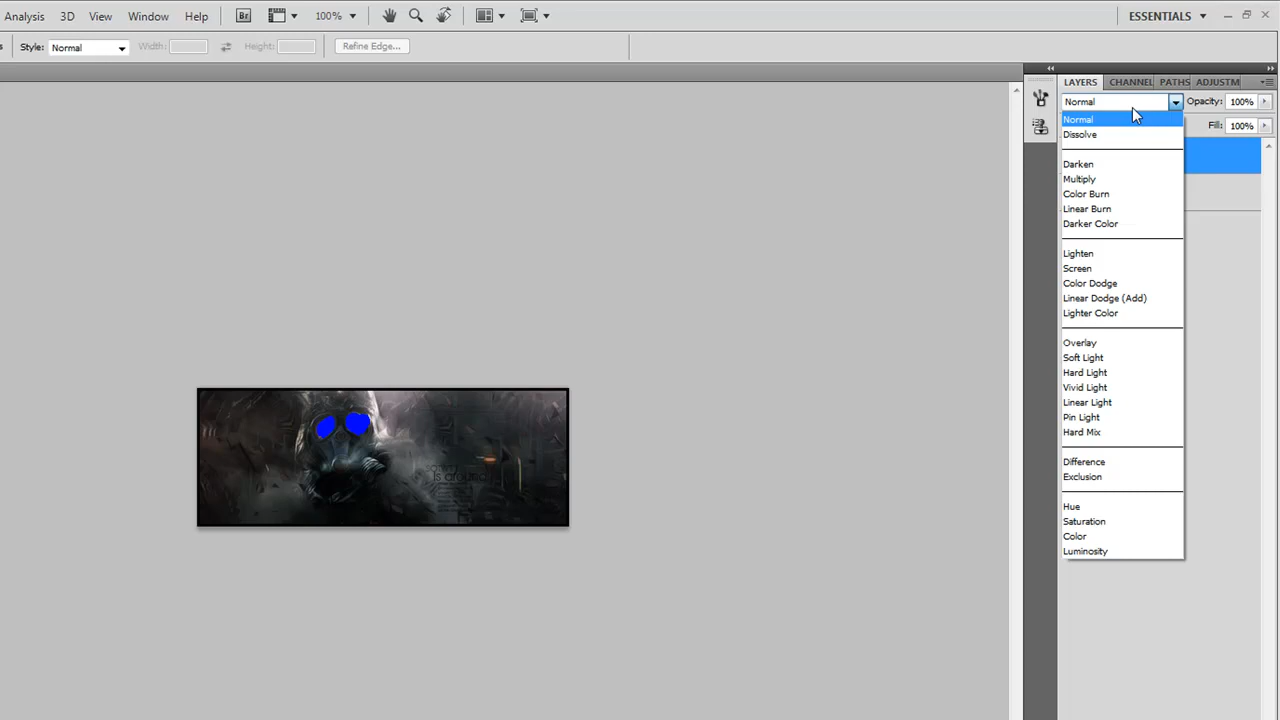 Analysis 3D View Window Help Br 100% ESSENTIALS
Style: Normal Width: Height: Refine Edge...
LAYERS CHANNEL PATHS ADJUSTM
Normal Opacity: 100%
Fill: 100%
Normal
Dissolve
Darken
Multiply
Color Burn
Linear Burn
Darker Color
Lighten
Screen
Color Dodge
Linear Dodge (Add)
Lighter Color
Overlay
Soft Light
Hard Light
Vivid Light
Linear Light
Pin Light
Hard Mix
Difference
Exclusion
Hue
Saturation
Color
Luminosity
is around